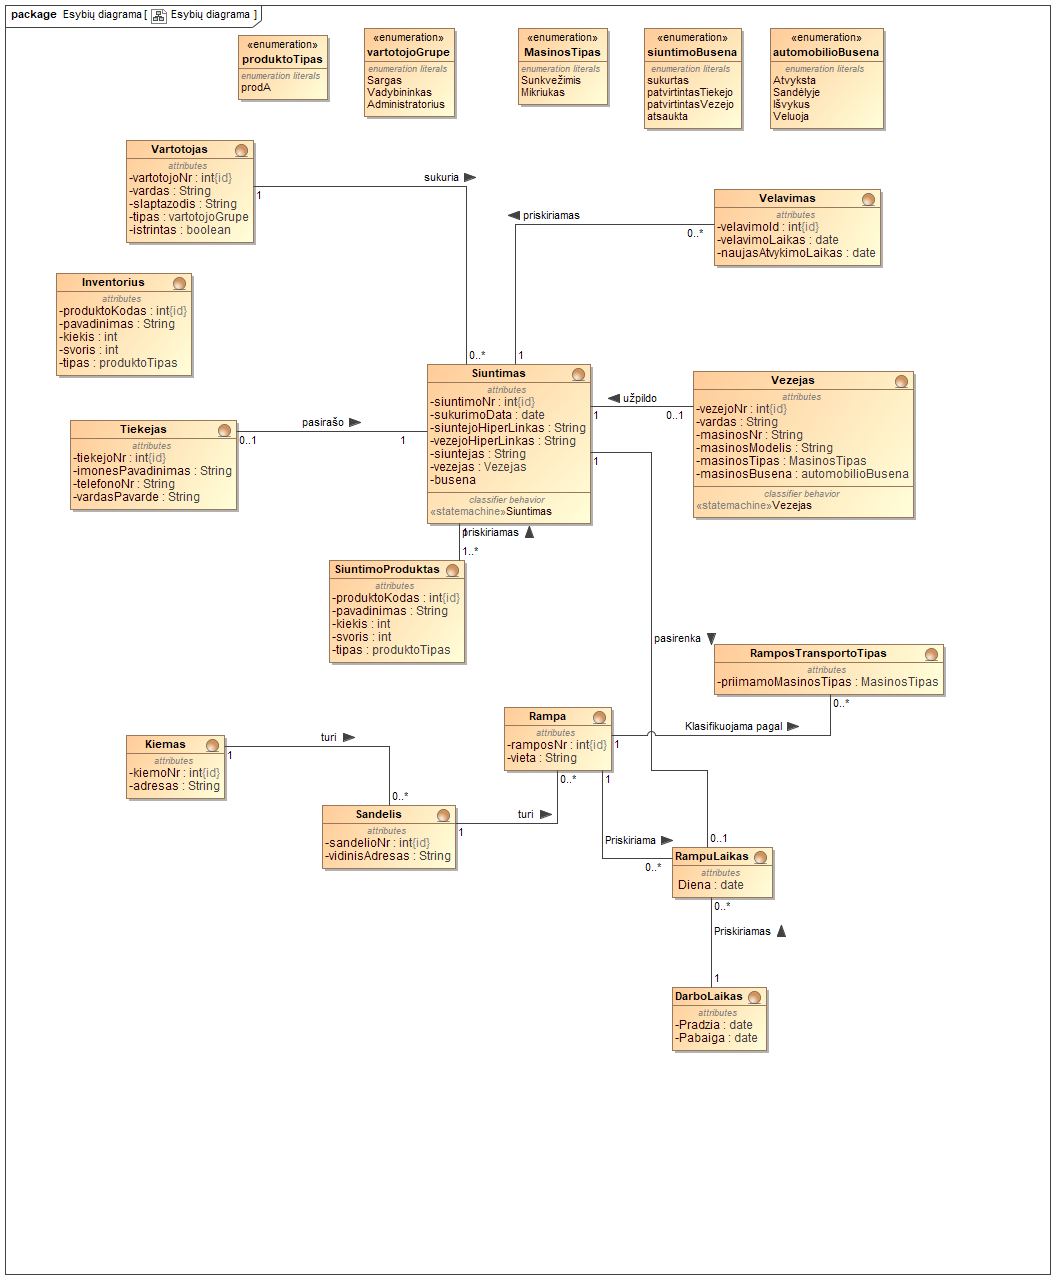 package Esybių diagrama [ Esybių diagrama ]
«enumeration»
produktoTipas
enumeration literals
prodA
«enumeration»
vartotojoGrupe
enumeration literals
Sargas
Vadybininkas
Administratorius
«enumeration»
MasinosTipas
enumeration literals
Sunkvežimis
Mikriukas
«enumeration»
siuntimoBusena
enumeration literals
sukurtas
patvirtintasTiekejo
patvirtintasVezejo
atsaukta
«enumeration»
automobilioBusena
enumeration literals
Atvyksta
Sandėlyje
Išvykus
Veluoja
Vartotojas
attributes
-vartotojoNr : int{id}
-vardas : String
-slaptazodis : String
-tipas : vartotojoGrupe
-istrintas : boolean
sukuria
1
0..*
Velavimas
attributes
-velavimoId : int{id}
-velavimoLaikas : date
-naujasAtvykimoLaikas : date
priskiriamas
0..*
1
Inventorius
attributes
-produktoKodas : int{id}
-pavadinimas : String
-kiekis : int
-svoris : int
-tipas : produktoTipas
Siuntimas
attributes
-siuntimoNr : int{id}
-sukurimoData : date
-siuntejoHiperLinkas : String
-vezejoHiperLinkas : String
-siuntejas : String
-vezejas : Vezejas
-busena
classifier behavior
«statemachine»Siuntimas
Vezejas
attributes
-vezejoNr : int{id}
-vardas : String
-masinosNr : String
-masinosModelis : String
-masinosTipas : MasinosTipas
-masinosBusena : automobilioBusena
classifier behavior
«statemachine»Vezejas
užpildo
1
0..1
Tiekejas
attributes
-tiekejoNr : int{id}
-imonesPavadinimas : String
-telefonoNr : String
-vardasPavarde : String
pasirašo
0..1
1
1
priskiriamas
1
1..*
SiuntimoProduktas
attributes
-produktoKodas : int{id}
-pavadinimas : String
-kiekis : int
-svoris : int
-tipas : produktoTipas
pasirenka
RamposTransportoTipas
attributes
-priimamoMasinosTipas : MasinosTipas
0..*
Klasifikuojama pagal
1
Rampa
attributes
-ramposNr : int{id}
-vieta : String
0..*
1
Kiemas
attributes
-kiemoNr : int{id}
-adresas : String
turi
1
0..*
Sandelis
attributes
-sandelioNr : int{id}
-vidinisAdresas : String
turi
1
Priskiriama
0..*
0..1
RampuLaikas
attributes
Diena : date
0..*
Priskiriamas
1
DarboLaikas
attributes
-Pradzia : date
-Pabaiga : date